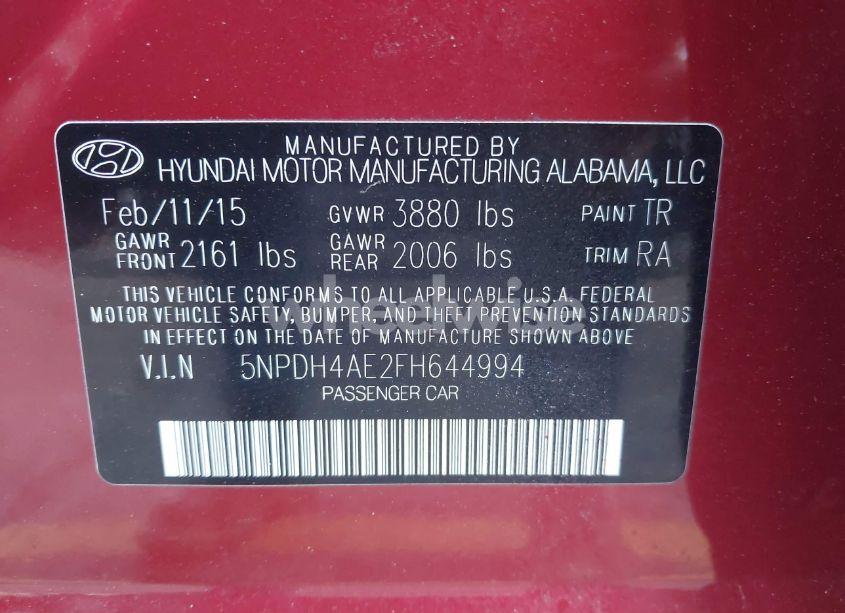 MANUFACTURED BY
HYUNDAI MOTOR MANUFACTURING ALABAMA, LLC
Feb/11/15 GVWR 3880 lbs PAINT TR
GAWR FRONT 2161 lbs GAWR REAR 2006 lbs TRIM RA
THIS VEHICLE CONFORMS TO ALL APPLICABLE U.S.A. FEDERAL
MOTOR VEHICLE SAFETY, BUMPER, AND THEFT PREVENTION STANDARDS
IN EFFECT ON THE DATE OF MANUFACTURE SHOWN ABOVE
V.I.N 5NPDH4AE2FH644994
PASSENGER CAR
wheelwise